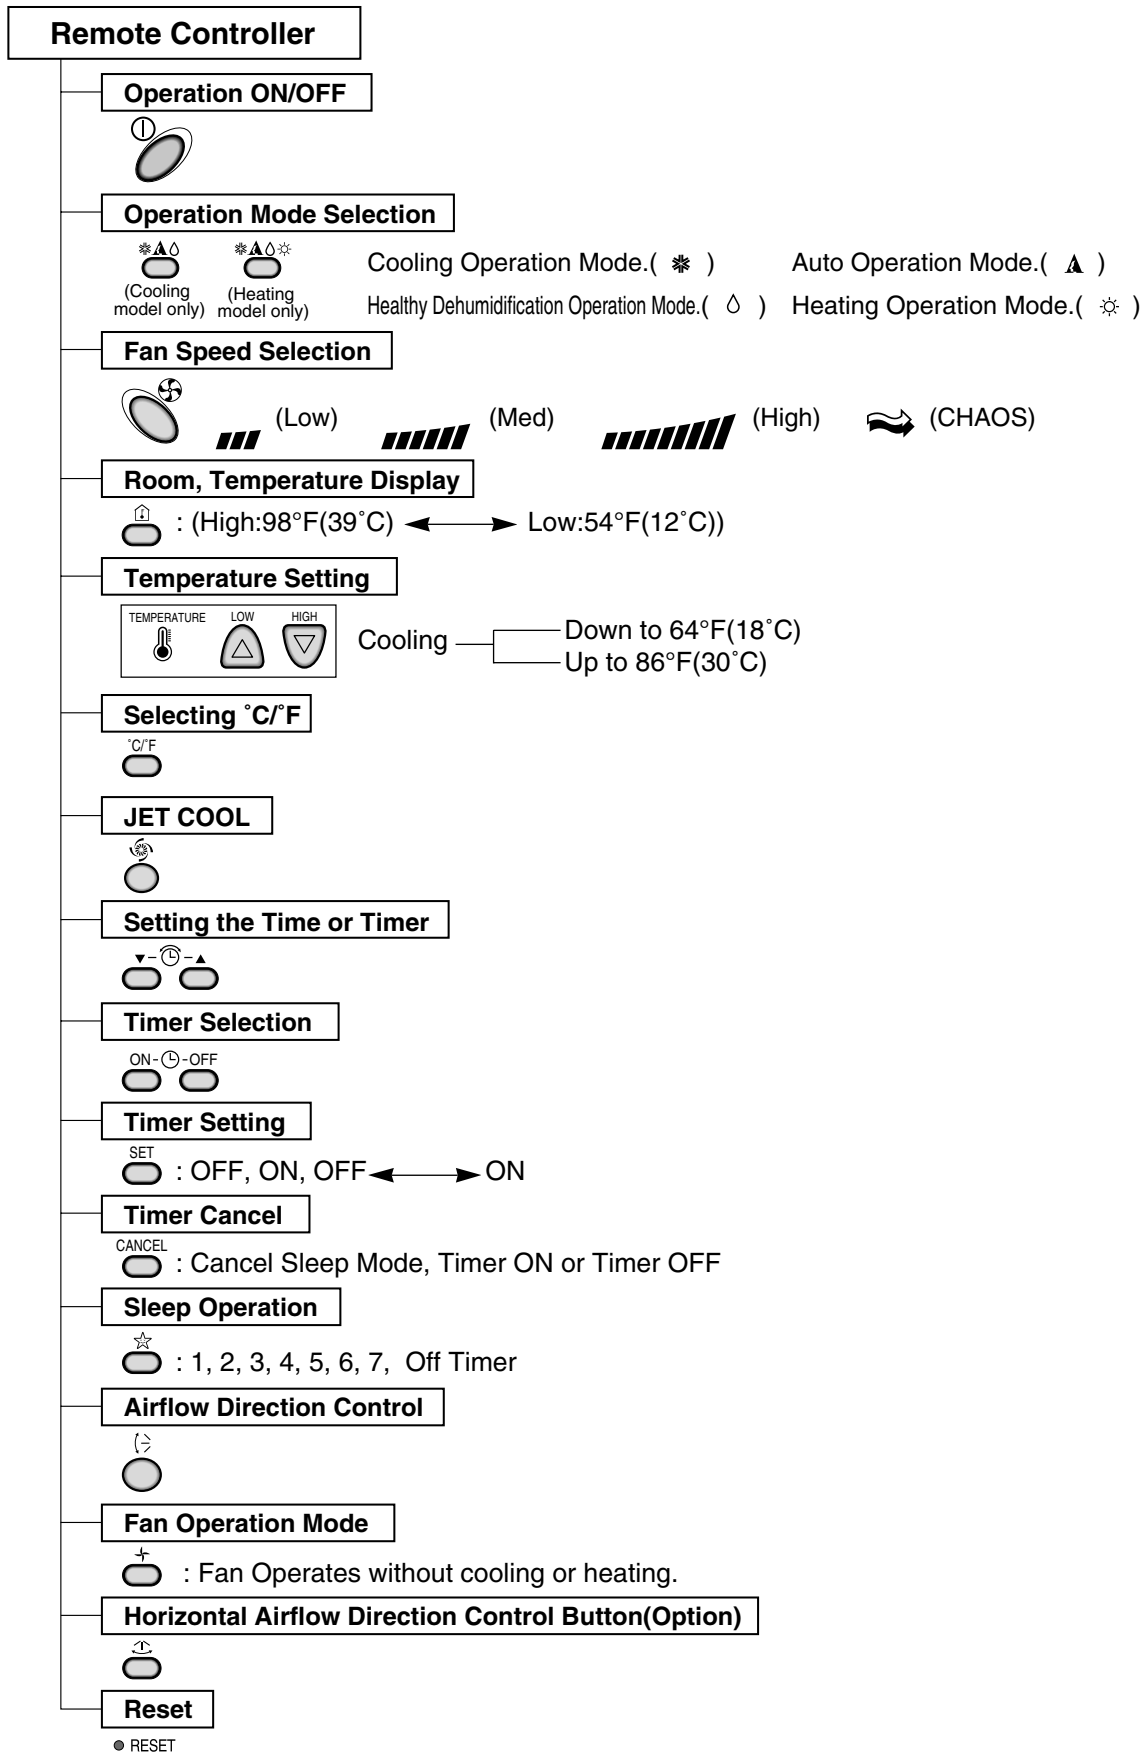 Remote Controller
Operation ON/OFF
Operation Mode Selection
(Cooling model only)
(Heating model only)
Cooling Operation Mode.( ) Auto Operation Mode.( )
Healthy Dehumidification Operation Mode.( ) Heating Operation Mode.( )
Fan Speed Selection
(Low) (Med) (High) (CHAOS)
Room, Temperature Display
: (High:98°F(39˚C) Low:54°F(12˚C))
Temperature Setting
TEMPERATURE LOW HIGH
Cooling
Down to 64°F(18˚C)
Up to 86°F(30˚C)
Selecting ˚C/˚F
˚C/˚F
JET COOL
Setting the Time or Timer
Timer Selection
ON - - OFF
Timer Setting
SET
: OFF, ON, OFF ON
Timer Cancel
CANCEL
: Cancel Sleep Mode, Timer ON or Timer OFF
Sleep Operation
: 1, 2, 3, 4, 5, 6, 7, Off Timer
Airflow Direction Control
Fan Operation Mode
: Fan Operates without cooling or heating.
Horizontal Airflow Direction Control Button(Option)
Reset
RESET